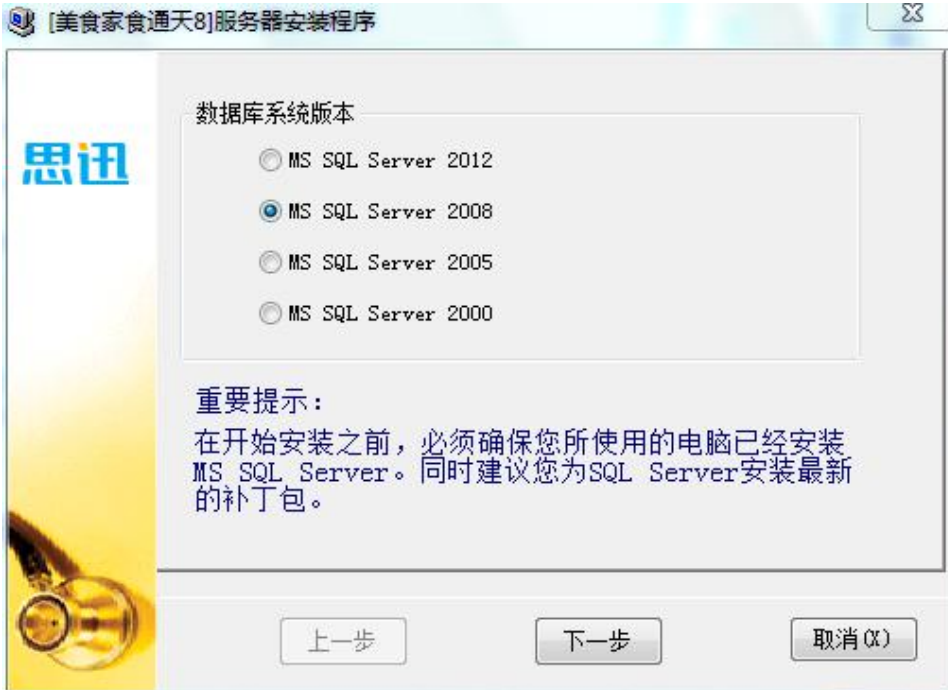 [美食家食通天8]服务器安装程序
数据库系统版本
思迅
MS SQL Server 2012
MS SQL Server 2008
MS SQL Server 2005
MS SQL Server 2000
重要提示：
在开始安装之前，必须确保您所使用的电脑已经安装
MS SQL Server。同时建议您为SQL Server安装最新
的补丁包。
上一步
下一步
取消(X)